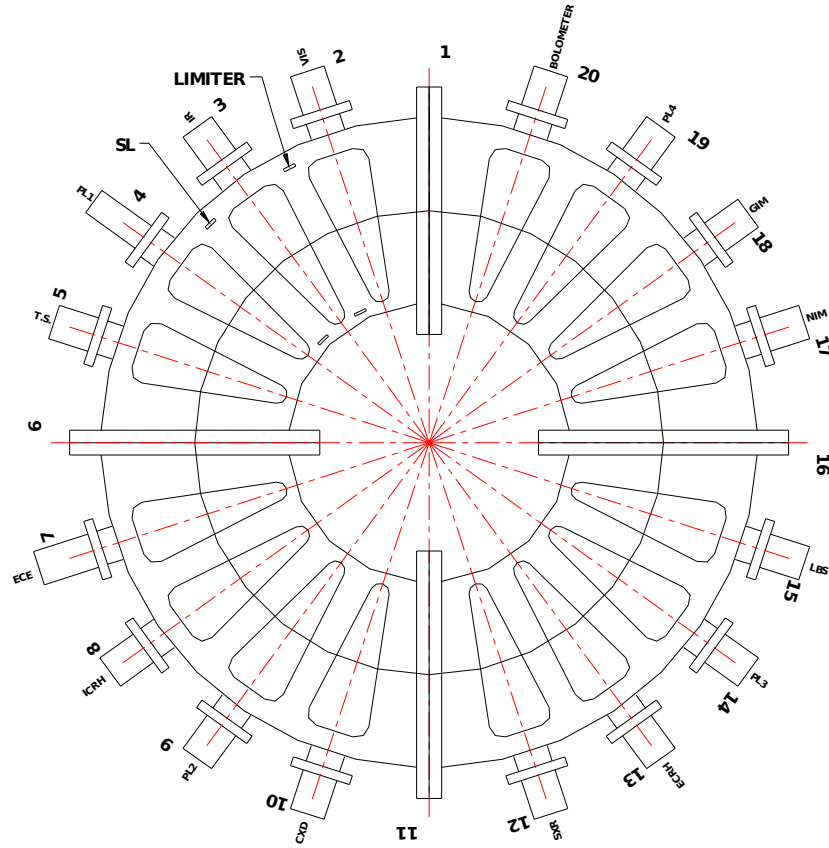 1
BOLOMETER
20
PL4
19
GIM
18
NIM
17
16
LBS
15
PL3
14
ECRH
13
SXR
12
11
CXD
10
PL2
9
ICRH
8
ECE
7
6
T.S.
5
PL1
4
SL
IR
3
LIMITER
VIS
2